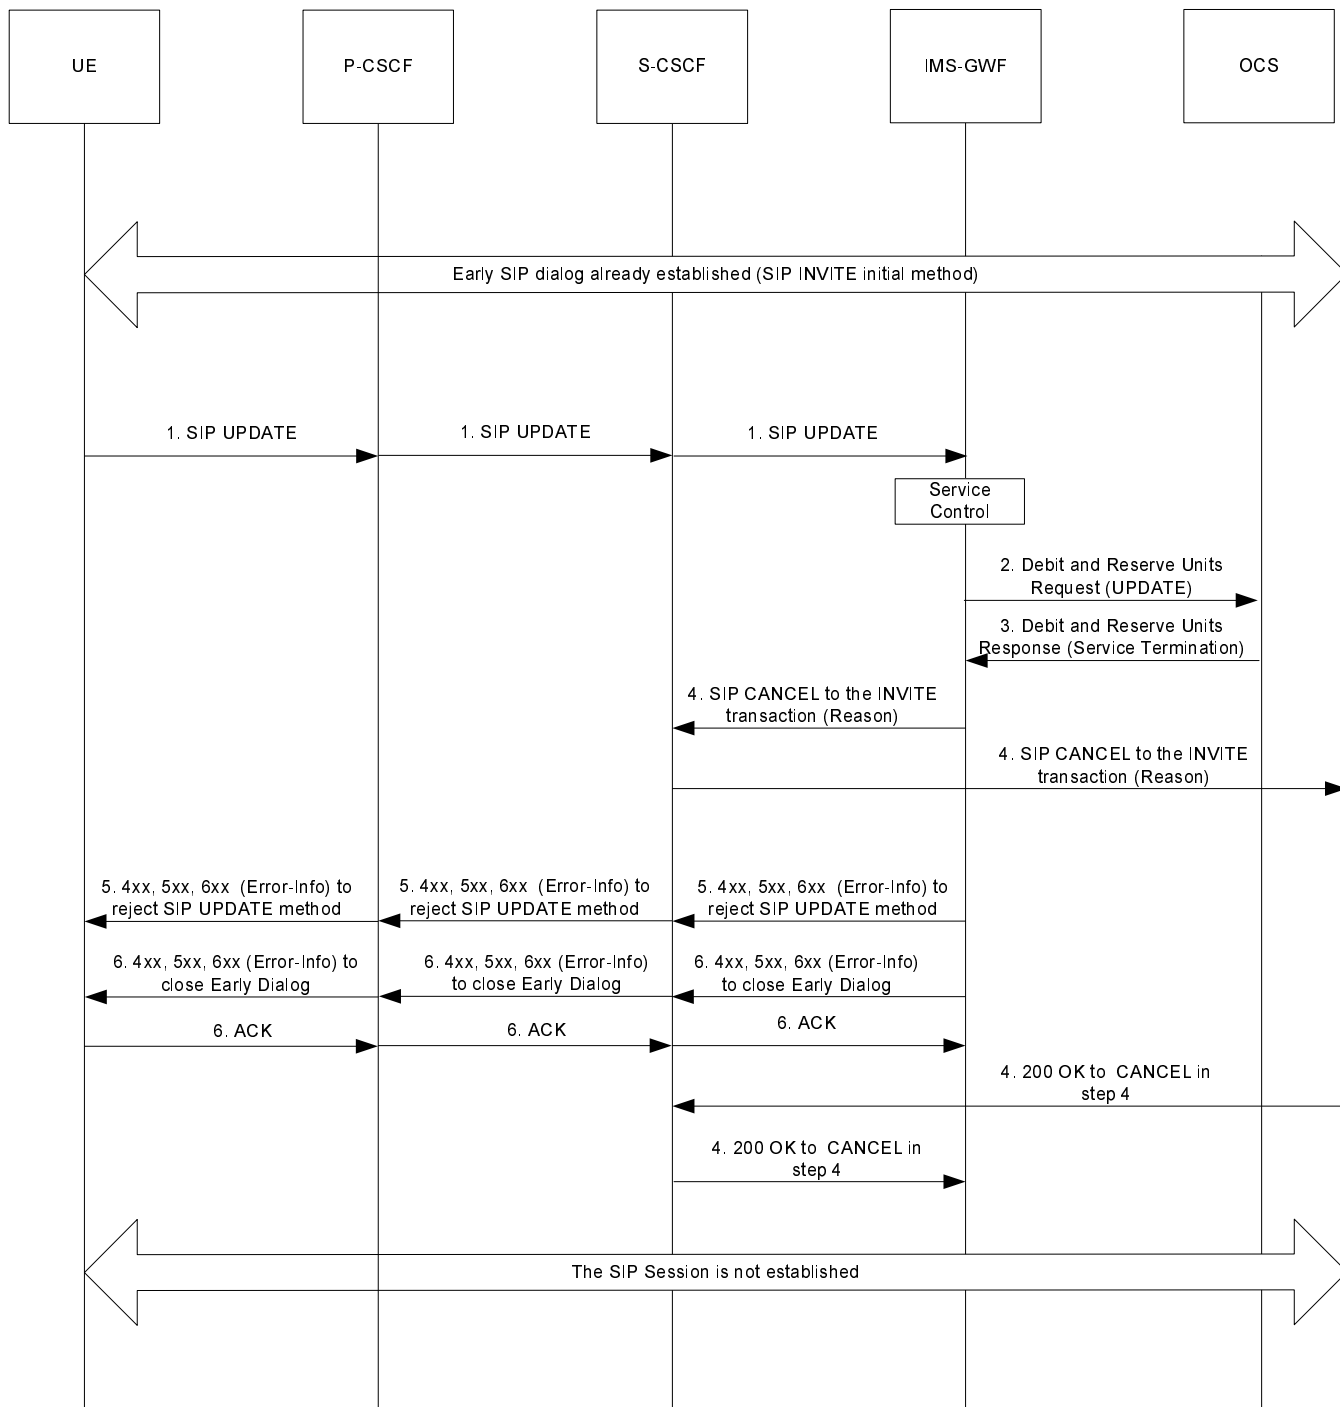 UE
P-CSCF
S-CSCF
IMS-GWF
OCS
Early SIP dialog already established (SIP INVITE initial method)
1. SIP UPDATE
1. SIP UPDATE
1. SIP UPDATE
Service
Control
2. Debit and Reserve Units
Request (UPDATE)
3. Debit and Reserve Units
Response (Service Termination)
4. SIP CANCEL to the INVITE
transaction (Reason)
4. SIP CANCEL to the INVITE
transaction (Reason)
5. 4xx, 5xx, 6xx (Error-Info) to
reject SIP UPDATE method
5. 4xx, 5xx, 6xx (Error-Info) to
reject SIP UPDATE method
5. 4xx, 5xx, 6xx (Error-Info) to
reject SIP UPDATE method
6. 4xx, 5xx, 6xx (Error-Info) to
close Early Dialog
6. 4xx, 5xx, 6xx (Error-Info)
to close Early Dialog
6. 4xx, 5xx, 6xx (Error-Info)
to close Early Dialog
6. ACK
6. ACK
6. ACK
4. 200 OK to CANCEL in
step 4
4. 200 OK to CANCEL in
step 4
The SIP Session is not established